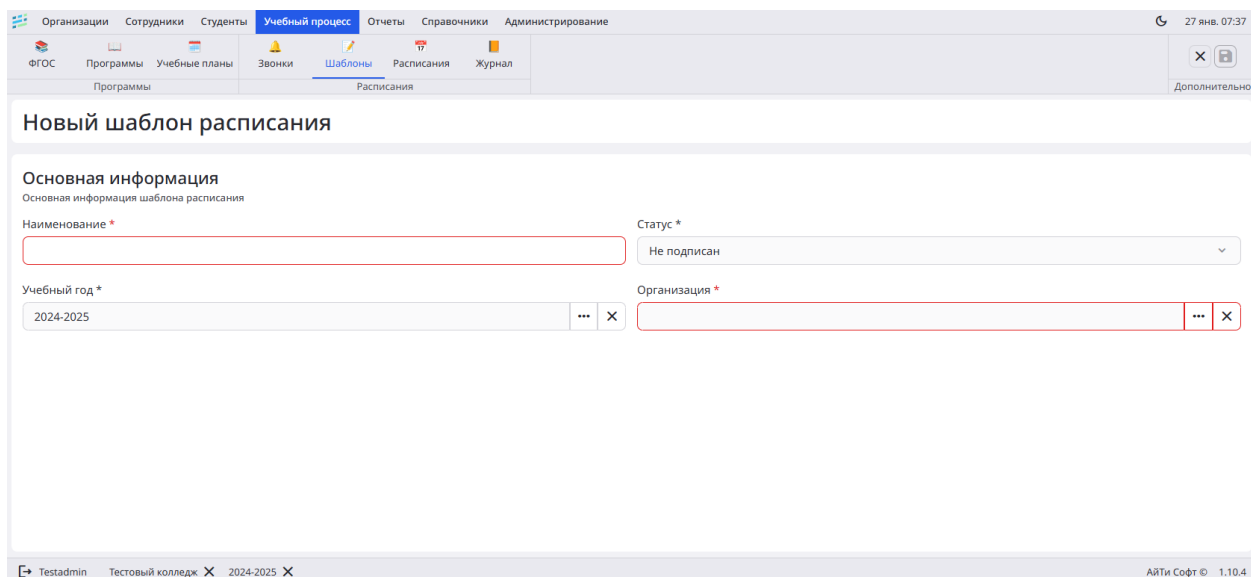 Организации Сотрудники Студенты Учебный процесс Отчеты Справочники Администрирование 27 янв. 07:37
ФГОС Программы Учебные планы Звонки Шаблоны Расписания Журнал
Программы Расписания Дополнительно
Новый шаблон расписания
Основная информация
Основная информация шаблона расписания
Наименование * Статус *
Не подписан
Учебный год * Организация *
2024-2025
Testadmin Тестовый колледж 2024-2025 АйТи Софт © 1.10.4